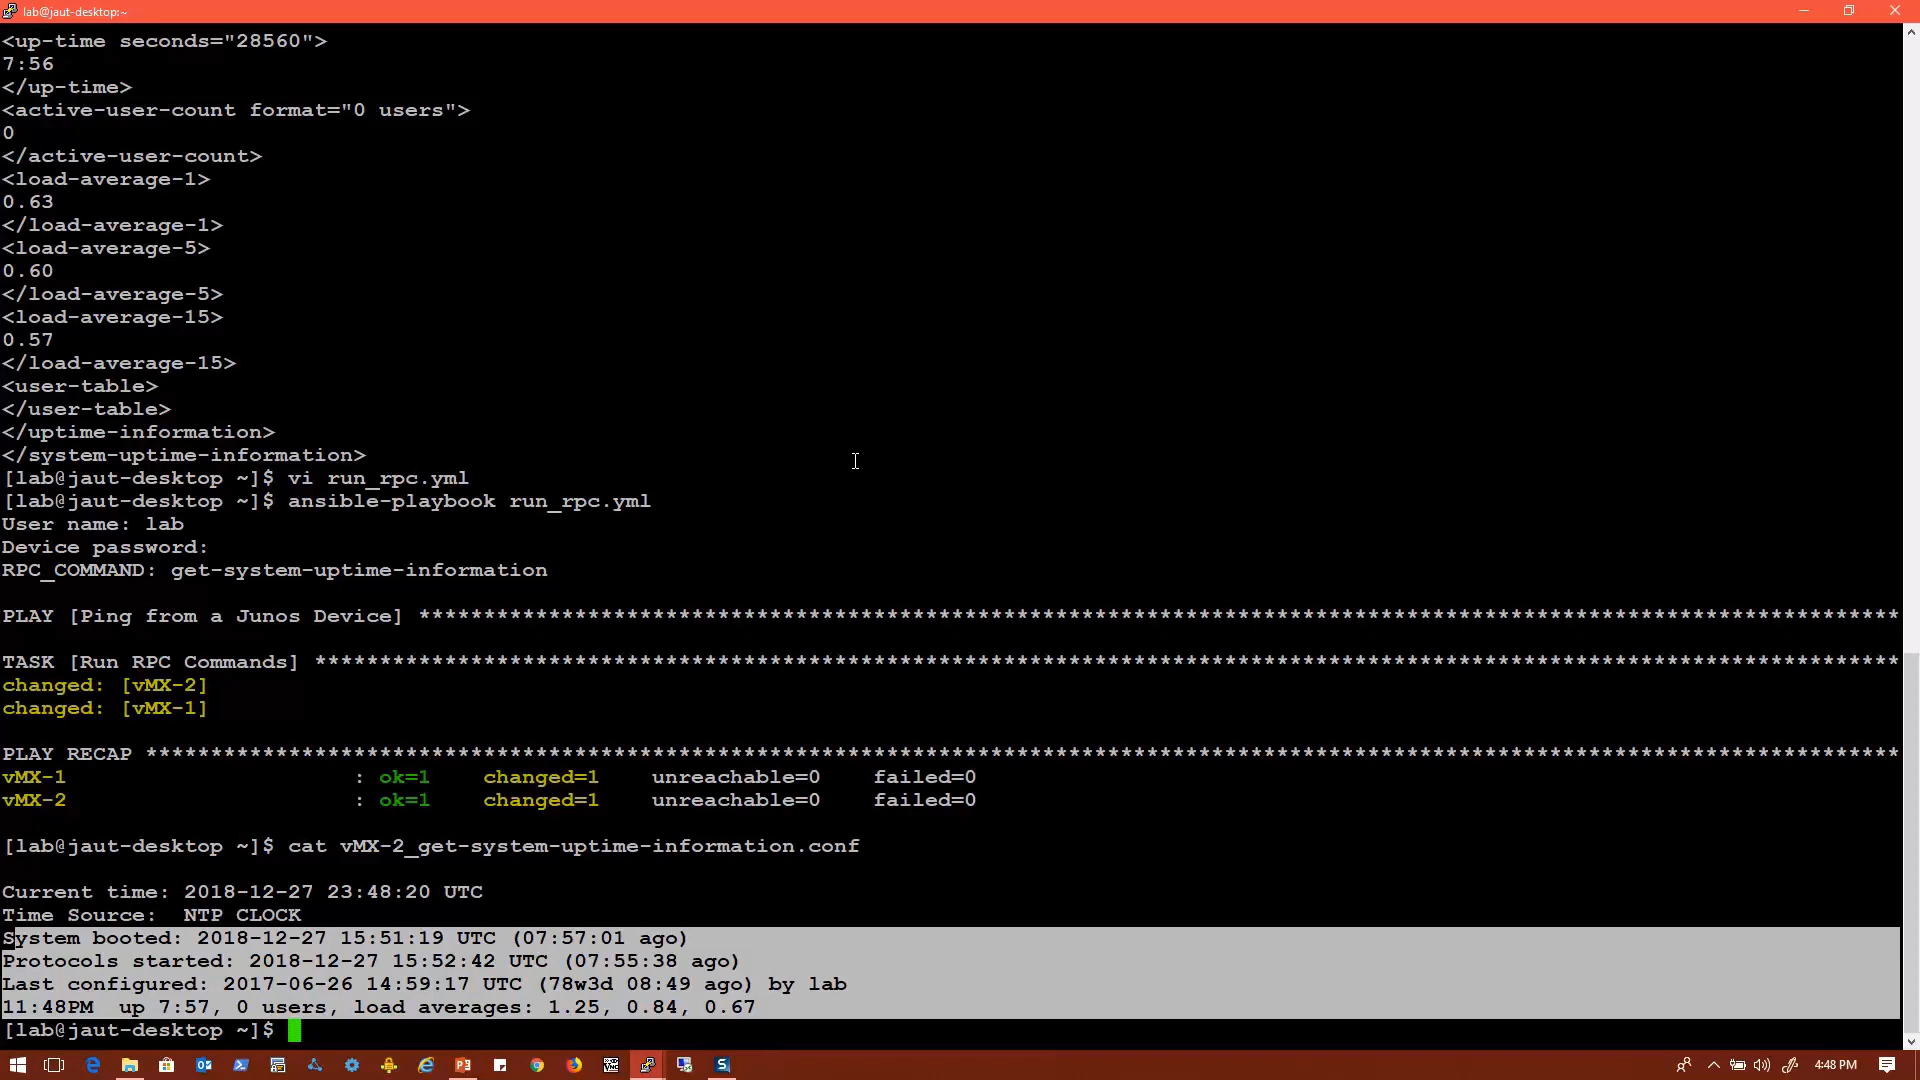 lab@jaut-desktop:~
<up-time seconds="28560">
7:56
</up-time>
<active-user-count format="0 users">
0
</active-user-count>
<load-average-1>
0.63
</load-average-1>
<load-average-5>
0.60
</load-average-5>
<load-average-15>
0.57
</load-average-15>
<user-table>
</user-table>
</uptime-information>
</system-uptime-information>
[lab@jaut-desktop ~]$ vi run_rpc.yml
[lab@jaut-desktop ~]$ ansible-playbook run_rpc.yml
User name: lab
Device password:
RPC_COMMAND: get-system-uptime-information
PLAY [Ping from a Junos Device] ******************************************************************************************************************
TASK [Run RPC Commands] **************************************************************************************************************************
changed: [vMX-2]
changed: [vMX-1]
PLAY RECAP ***************************************************************************************************************************************
vMX-1 : ok=1 changed=1 unreachable=0 failed=0
vMX-2 : ok=1 changed=1 unreachable=0 failed=0
[lab@jaut-desktop ~]$ cat vMX-2_get-system-uptime-information.conf
Current time: 2018-12-27 23:48:20 UTC
Time Source:  NTP CLOCK
System booted: 2018-12-27 15:51:19 UTC (07:57:01 ago)
Protocols started: 2018-12-27 15:52:42 UTC (07:55:38 ago)
Last configured: 2017-06-26 14:59:17 UTC (78w3d 08:49 ago) by lab
11:48PM  up 7:57, 0 users, load averages: 1.25, 0.84, 0.67
[lab@jaut-desktop ~]$
4:48 PM